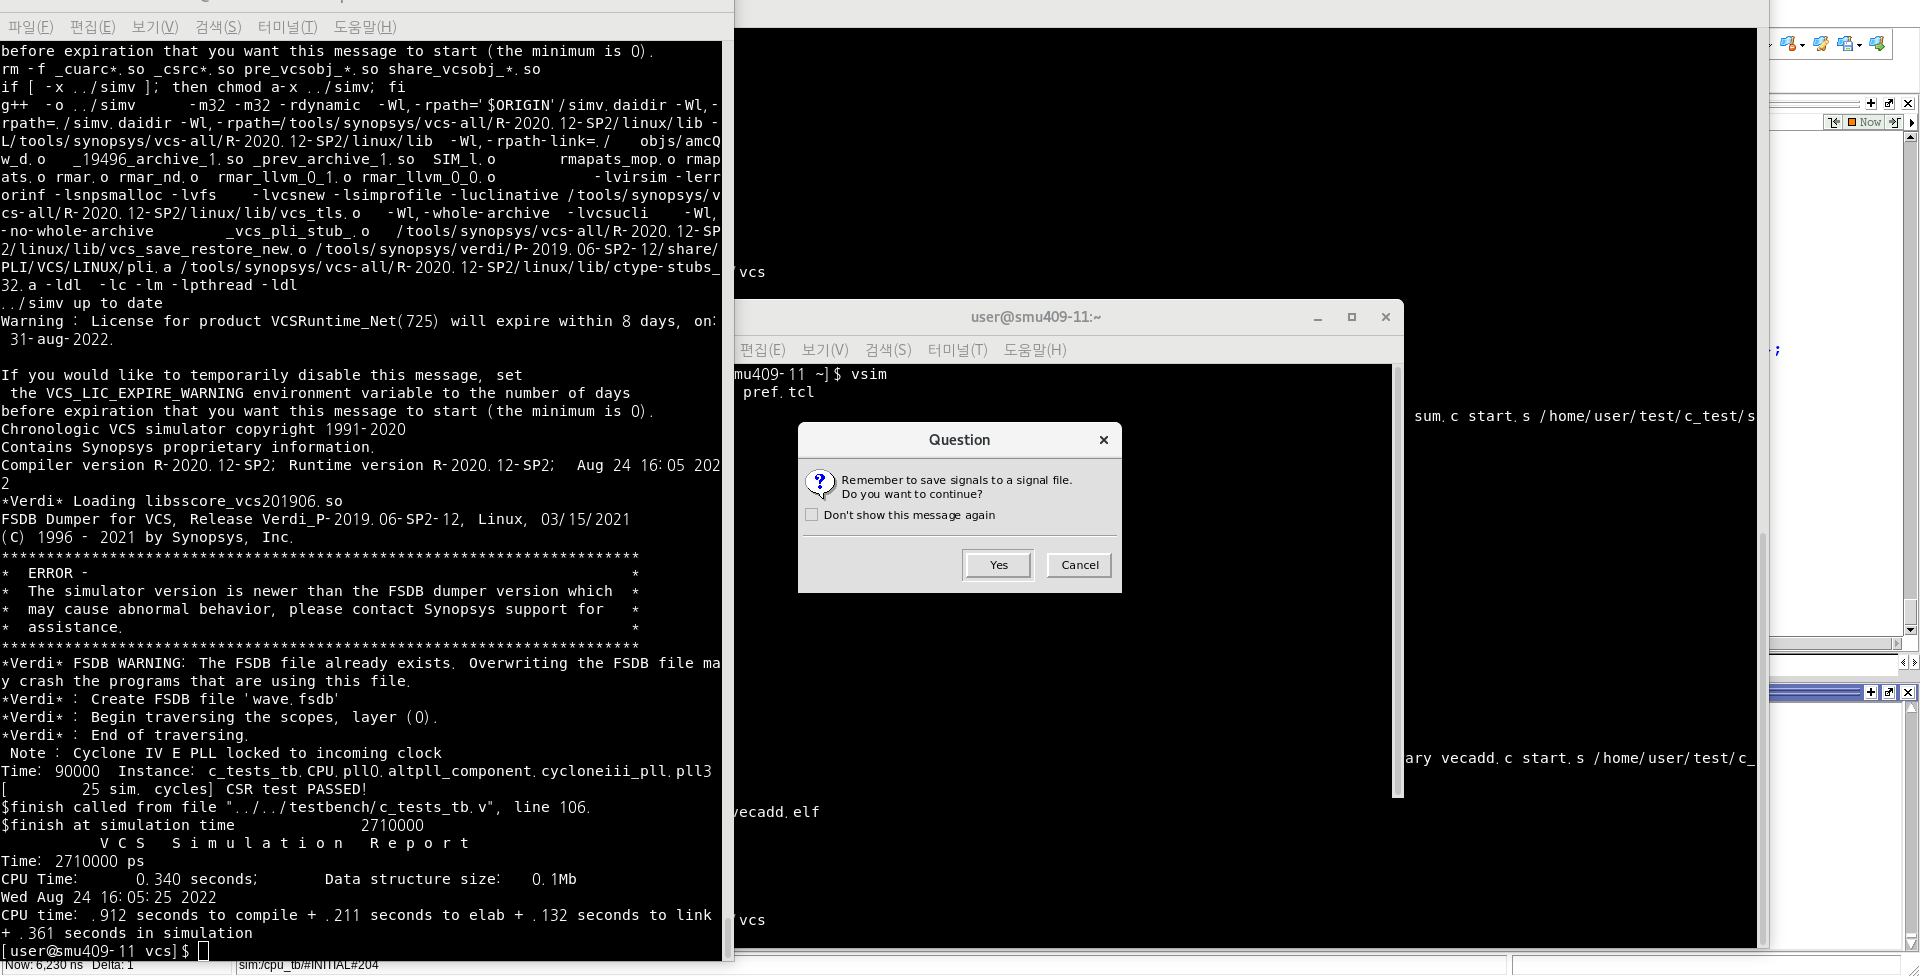 파일(F) 편집(E) 보기(V) 검색(S) 터미널(T) 도움말(H)
before expiration that you want this message to start (the minimum is 0).
rm -f _cuarc*.so _csrc*.so pre_vcsobj_*.so share_vcsobj_*.so
if [ -x ../simv ]; then chmod a-x ../simv; fi
g++  -o ../simv      -m32 -m32 -rdynamic  -Wl,-rpath='$ORIGIN'/simv.daidir -Wl,-
rpath=./simv.daidir -Wl,-rpath=/tools/synopsys/vcs-all/R-2020.12-SP2/linux/lib -
L/tools/synopsys/vcs-all/R-2020.12-SP2/linux/lib  -Wl,-rpath-link=./   objs/amcQ
w_d.o   _19496_archive_1.so _prev_archive_1.so  SIM_l.o       rmapats_mop.o rmap
ats.o rmar.o rmar_nd.o  rmar_llvm_0_1.o rmar_llvm_0_0.o           -lvirsim -lerr
orinf -lsnpsmalloc -lvfs    -lvcsnew -lsimprofile -luclinative /tools/synopsys/v
cs-all/R-2020.12-SP2/linux/lib/vcs_tls.o   -Wl,-whole-archive  -lvcsucli    -Wl,
-no-whole-archive        _vcs_pli_stub_.o   /tools/synopsys/vcs-all/R-2020.12-SP
2/linux/lib/vcs_save_restore_new.o /tools/synopsys/verdi/P-2019.06-SP2-12/share/
PLI/VCS/LINUX/pli.a /tools/synopsys/vcs-all/R-2020.12-SP2/linux/lib/ctype-stubs_
32.a -ldl  -lc -lm -lpthread -ldl
../simv up to date
Warning : License for product VCSRuntime_Net(725) will expire within 8 days, on:
 31-aug-2022.
If you would like to temporarily disable this message, set
 the VCS_LIC_EXPIRE_WARNING environment variable to the number of days
before expiration that you want this message to start (the minimum is 0).
Chronologic VCS simulator copyright 1991-2020
Contains Synopsys proprietary information.
Compiler version R-2020.12-SP2; Runtime version R-2020.12-SP2;  Aug 24 16:05 202
2
*Verdi* Loading libsscore_vcs201906.so
FSDB Dumper for VCS, Release Verdi_P-2019.06-SP2-12, Linux, 03/15/2021
(C) 1996 - 2021 by Synopsys, Inc.
***********************************************************************
*  ERROR -                                                            *
*  The simulator version is newer than the FSDB dumper version which  *
*  may cause abnormal behavior, please contact Synopsys support for   *
*  assistance.                                                        *
***********************************************************************
*Verdi* FSDB WARNING: The FSDB file already exists. Overwriting the FSDB file ma
y crash the programs that are using this file.
*Verdi* : Create FSDB file 'wave.fsdb'
*Verdi* : Begin traversing the scopes, layer (0).
*Verdi* : End of traversing.
 Note : Cyclone IV E PLL locked to incoming clock
Time: 90000  Instance: c_tests_tb.CPU.pll0.altpll_component.cycloneiii_pll.pll3
[        25 sim. cycles] CSR test PASSED!
$finish called from file "../../testbench/c_tests_tb.v", line 106.
$finish at simulation time              2710000
           V C S   S i m u l a t i o n   R e p o r t
Time: 2710000 ps
CPU Time:      0.340 seconds;       Data structure size:   0.1Mb
Wed Aug 24 16:05:25 2022
CPU time: .912 seconds to compile + .211 seconds to elab + .132 seconds to link
+ .361 seconds in simulation
[user@smu409-11 vcs]$
/vcs
user@smu409-11:~
편집(E) 보기(V) 검색(S) 터미널(T) 도움말(H)
mu409-11 ~]$ vsim
pref.tcl
Question
Remember to save signals to a signal file.
Do you want to continue?
Don't show this message again
Yes
Cancel
sum.c start.s /home/user/test/c_test/s
ary vecadd.c start.s /home/user/test/c_
vecadd.elf
/vcs
Now
;
Now: 6,230 ns Delta: 1
sim:/cpu_tb/#INITIAL#204